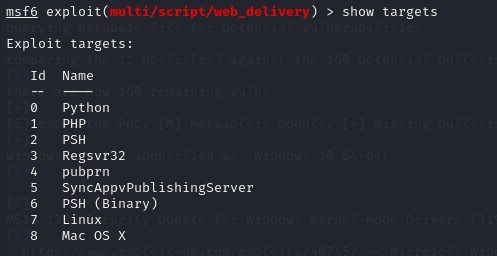 msf6 exploit(multi/script/web_delivery) > show targets
Exploit targets:
Id Name
-- ----
0 Python
1 PHP
2 PSH
3 Regsvr32
4 pubprn
5 SyncAppvPublishingServer
6 PSH (Binary)
7 Linux
8 Mac OS X